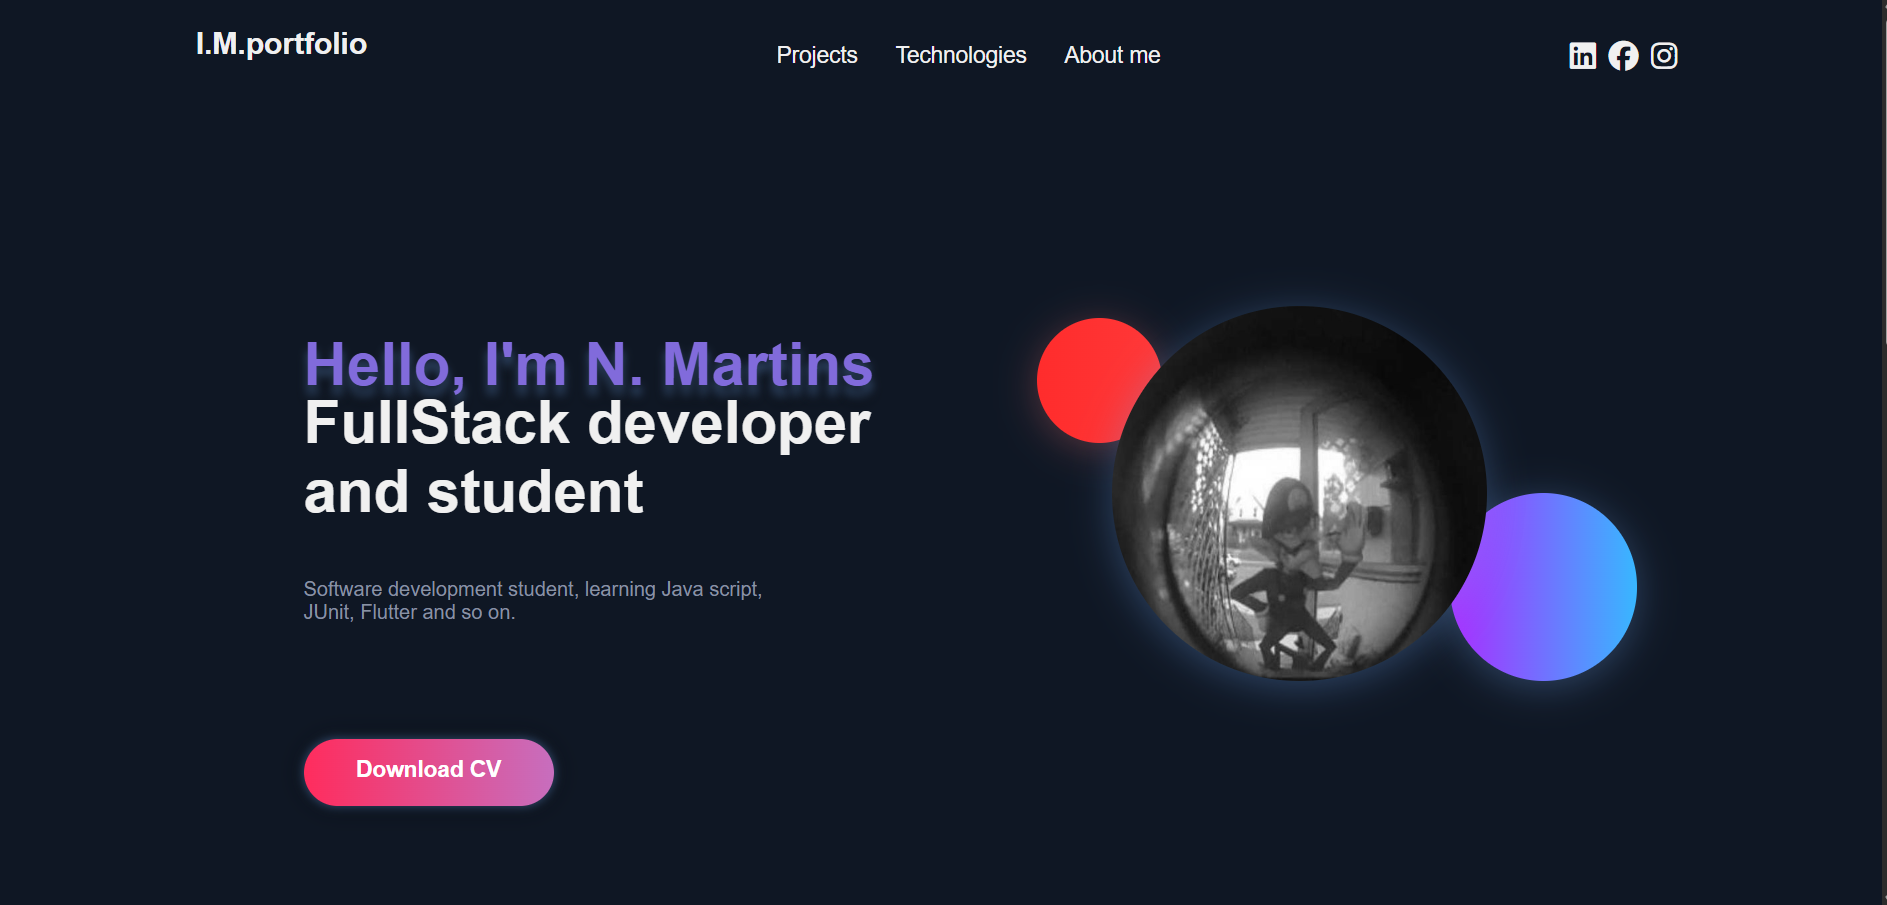 I.M.portfolio
Projects
Technologies
About me
Hello, I'm N. Martins
FullStack developer
and student
Software development student, learning Java script,
JUnit, Flutter and so on.
Download CV